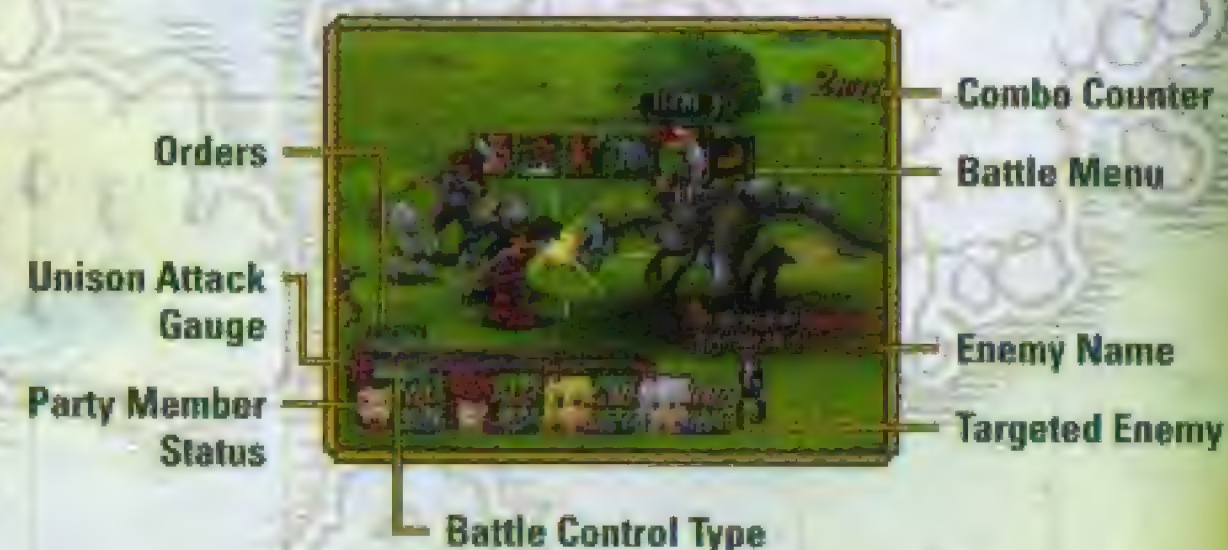 Orders
Unison Attack
Gauge
Party Member
Status
Combo Counter
Battle Menu
Enemy Name
Targeted Enemy
Battle Control Type